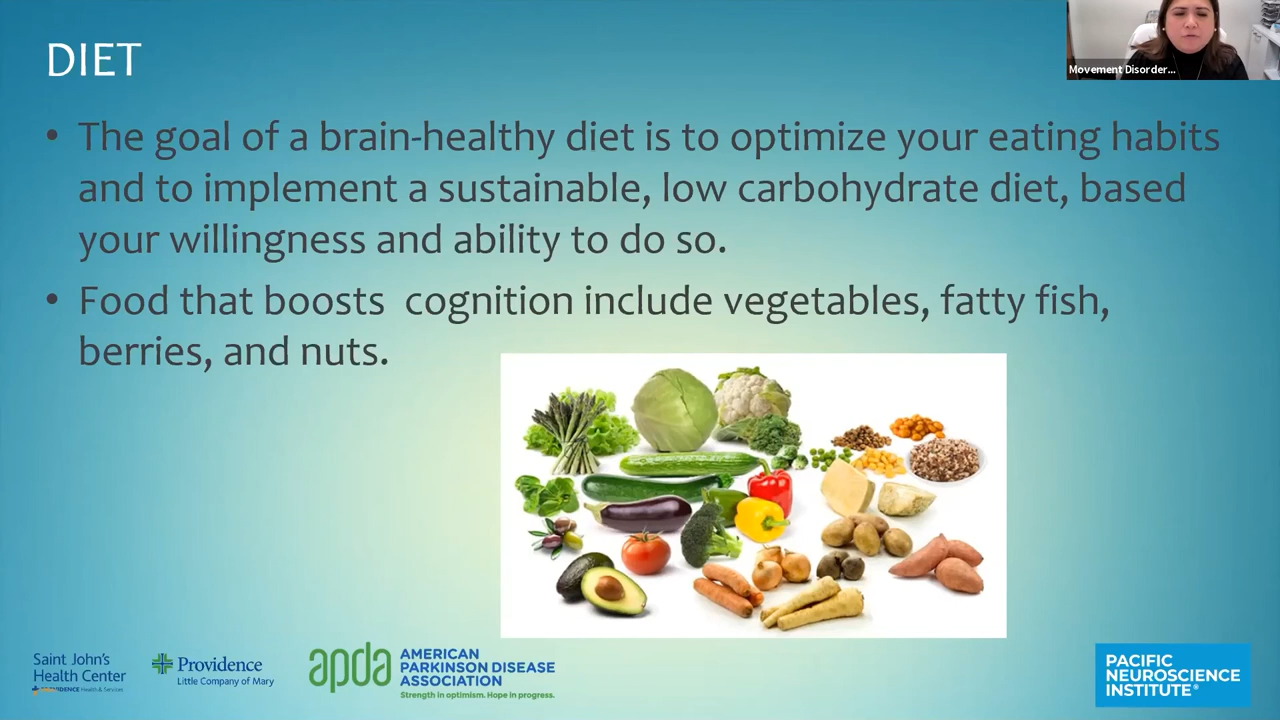 DIET
Movement Disorder...
• The goal of a brain-healthy diet is to optimize your eating habits
and to implement a sustainable, low carbohydrate diet, based
your willingness and ability to do so.
• Food that boosts  cognition include vegetables, fatty fish,
berries, and nuts.
Saint John's
Health Center
PROVIDENCE Health & Services
Providence
Little Company of Mary
apda
AMERICAN
PARKINSON DISEASE
ASSOCIATION
Strength in optimism. Hope in progress.
PACIFIC
NEUROSCIENCE
INSTITUTE®